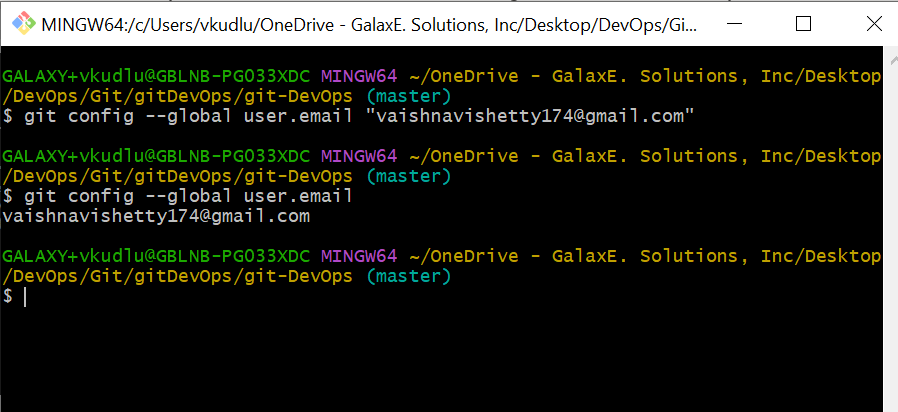 MINGW64:/c/Users/vkudlu/OneDrive - GalaxE. Solutions, Inc/Desktop/DevOps/Gi...
GALAXY+vkudlu@GBLNB-PG033XDC MINGW64 ~/OneDrive - GalaxE. Solutions, Inc/Desktop
/DevOps/Git/gitDevOps/git-DevOps (master)
$ git config --global user.email "vaishnavishetty174@gmail.com"
GALAXY+vkudlu@GBLNB-PG033XDC MINGW64 ~/OneDrive - GalaxE. Solutions, Inc/Desktop
/DevOps/Git/gitDevOps/git-DevOps (master)
$ git config --global user.email
vaishnavishetty174@gmail.com
GALAXY+vkudlu@GBLNB-PG033XDC MINGW64 ~/OneDrive - GalaxE. Solutions, Inc/Desktop
/DevOps/Git/gitDevOps/git-DevOps (master)
$